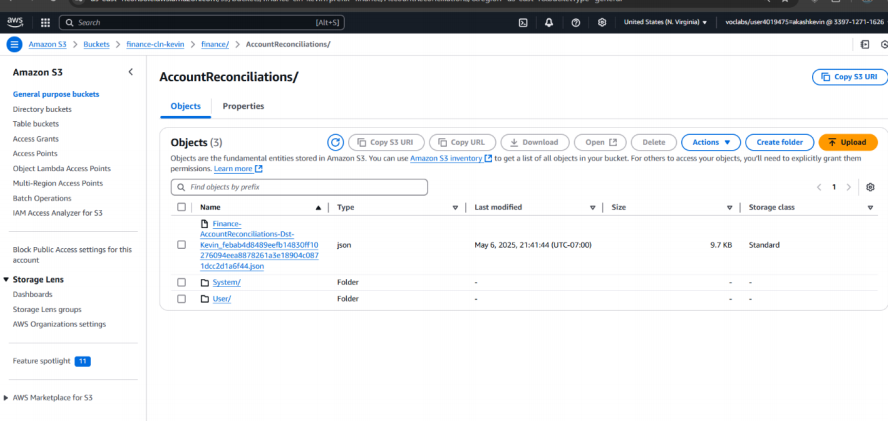 aws
Search
[Alt+S]
United States (N. Virginia)
voclabs/user4019475=akashkevin @ 3397-1271-1626
Amazon S3 > Buckets > finance-cln-kevin > finance/ > AccountReconciliations/
Amazon S3
General purpose buckets
Directory buckets
Table buckets
Access Grants
Access Points
Object Lambda Access Points
Multi-Region Access Points
Batch Operations
IAM Access Analyzer for S3
Block Public Access settings for this
account
Storage Lens
Dashboards
Storage Lens groups
AWS Organizations settings
Feature spotlight 11
AWS Marketplace for S3
AccountReconciliations/
Copy S3 URI
Objects
Properties
Objects (3)
Copy S3 URI
Copy URL
Download
Open
Delete
Actions
Create folder
Upload
Objects are the fundamental entities stored in Amazon S3. You can use Amazon S3 inventory to get a list of all objects in your bucket. For others to access your objects, you'll need to explicitly grant them
permissions. Learn more
Find objects by prefix
1
Name Type Last modified Size Storage class
Finance-
AccountReconciliations-Dst-
Kevin_febab4d8489eefb14830ff10
276094eea8878261a3e18904c087
1dcc2d1a6f44.json
json May 6, 2025, 21:41:44 (UTC-07:00) 9.7 KB Standard
System/ Folder - - -
User/ Folder - - -